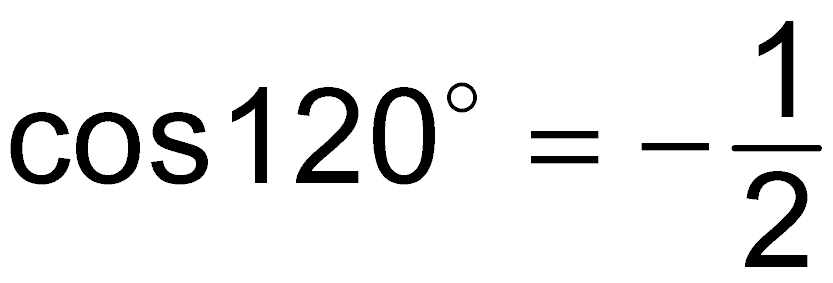 cos120° = -1/2